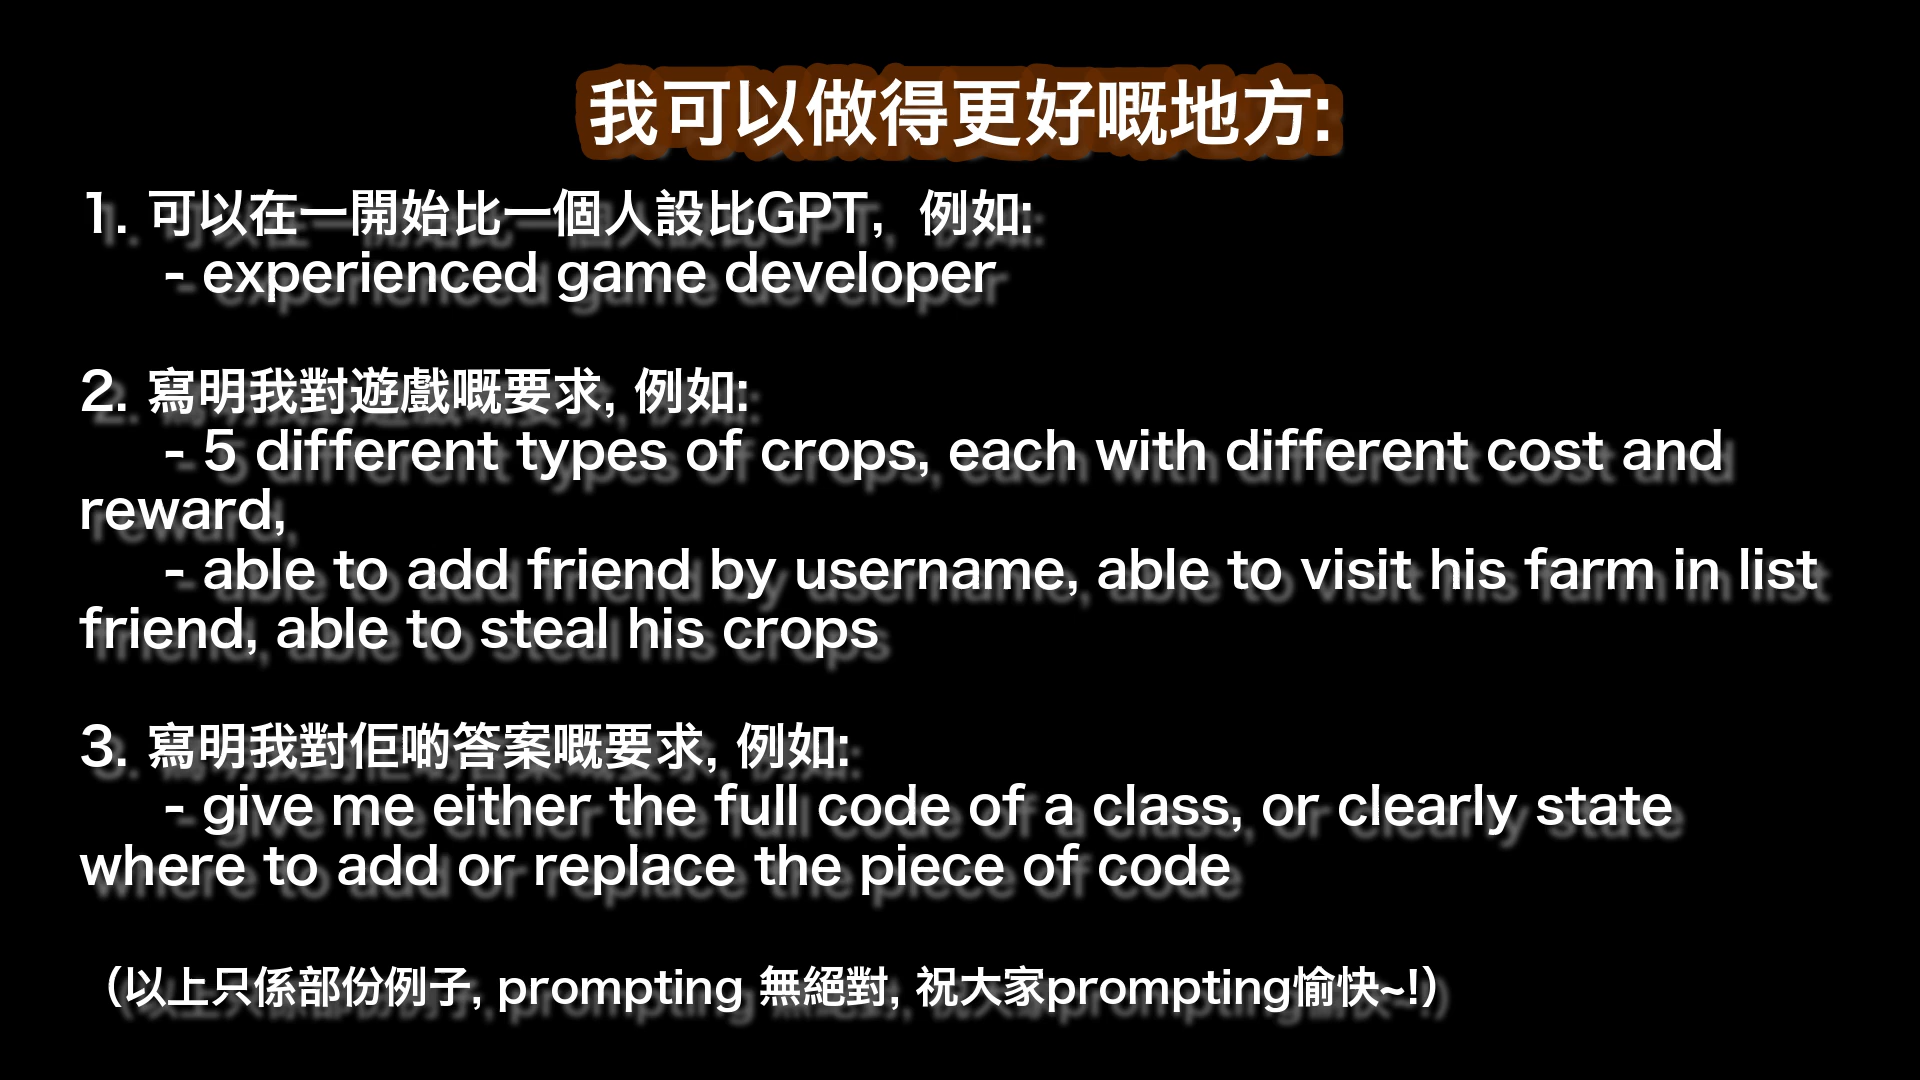 我可以做得更好嘅地方:
1. 可以在一開始比一個人設比GPT, 例如:
- experienced game developer
2. 寫明我對遊戲嘅要求, 例如:
- 5 different types of crops, each with different cost and
reward,
- able to add friend by username, able to visit his farm in list
friend, able to steal his crops
3. 寫明我對佢啲答案嘅要求, 例如:
- give me either the full code of a class, or clearly state
where to add or replace the piece of code
(以上只係部份例子, prompting 無絕對, 祝大家prompting愉快~!)